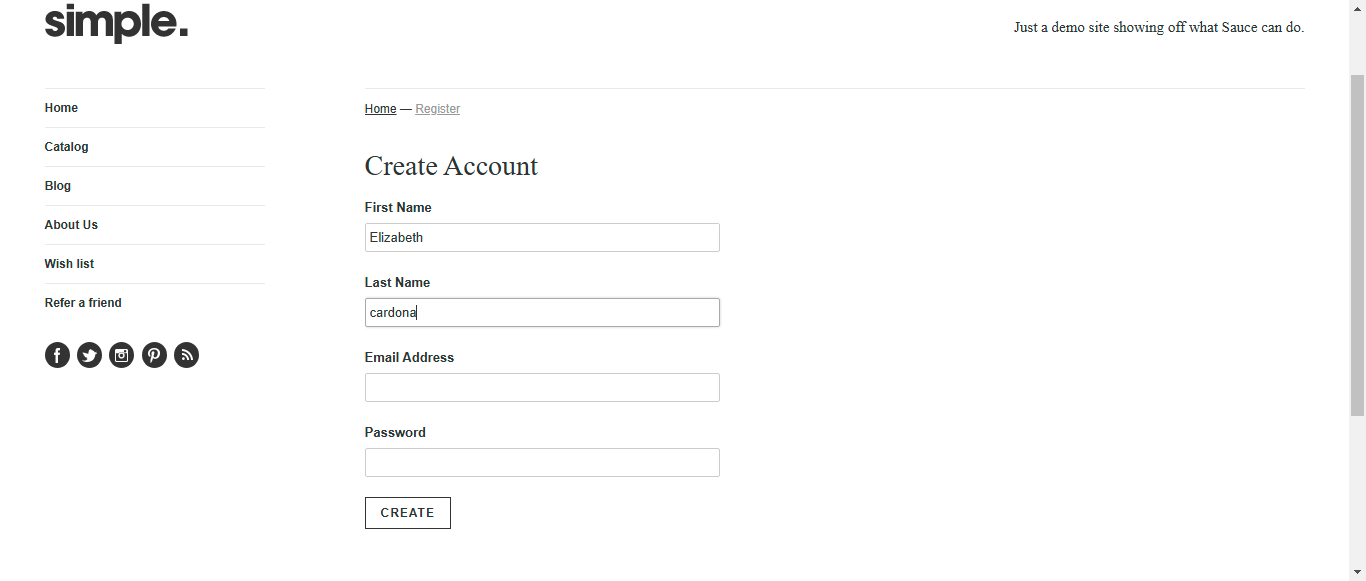 simple.
Just a demo site showing off what Sauce can do.
Home
Catalog
Blog
About Us
Wish list
Refer a friend
Home — Register
Create Account
First Name
Elizabeth
Last Name
cardona
Email Address
Password
CREATE